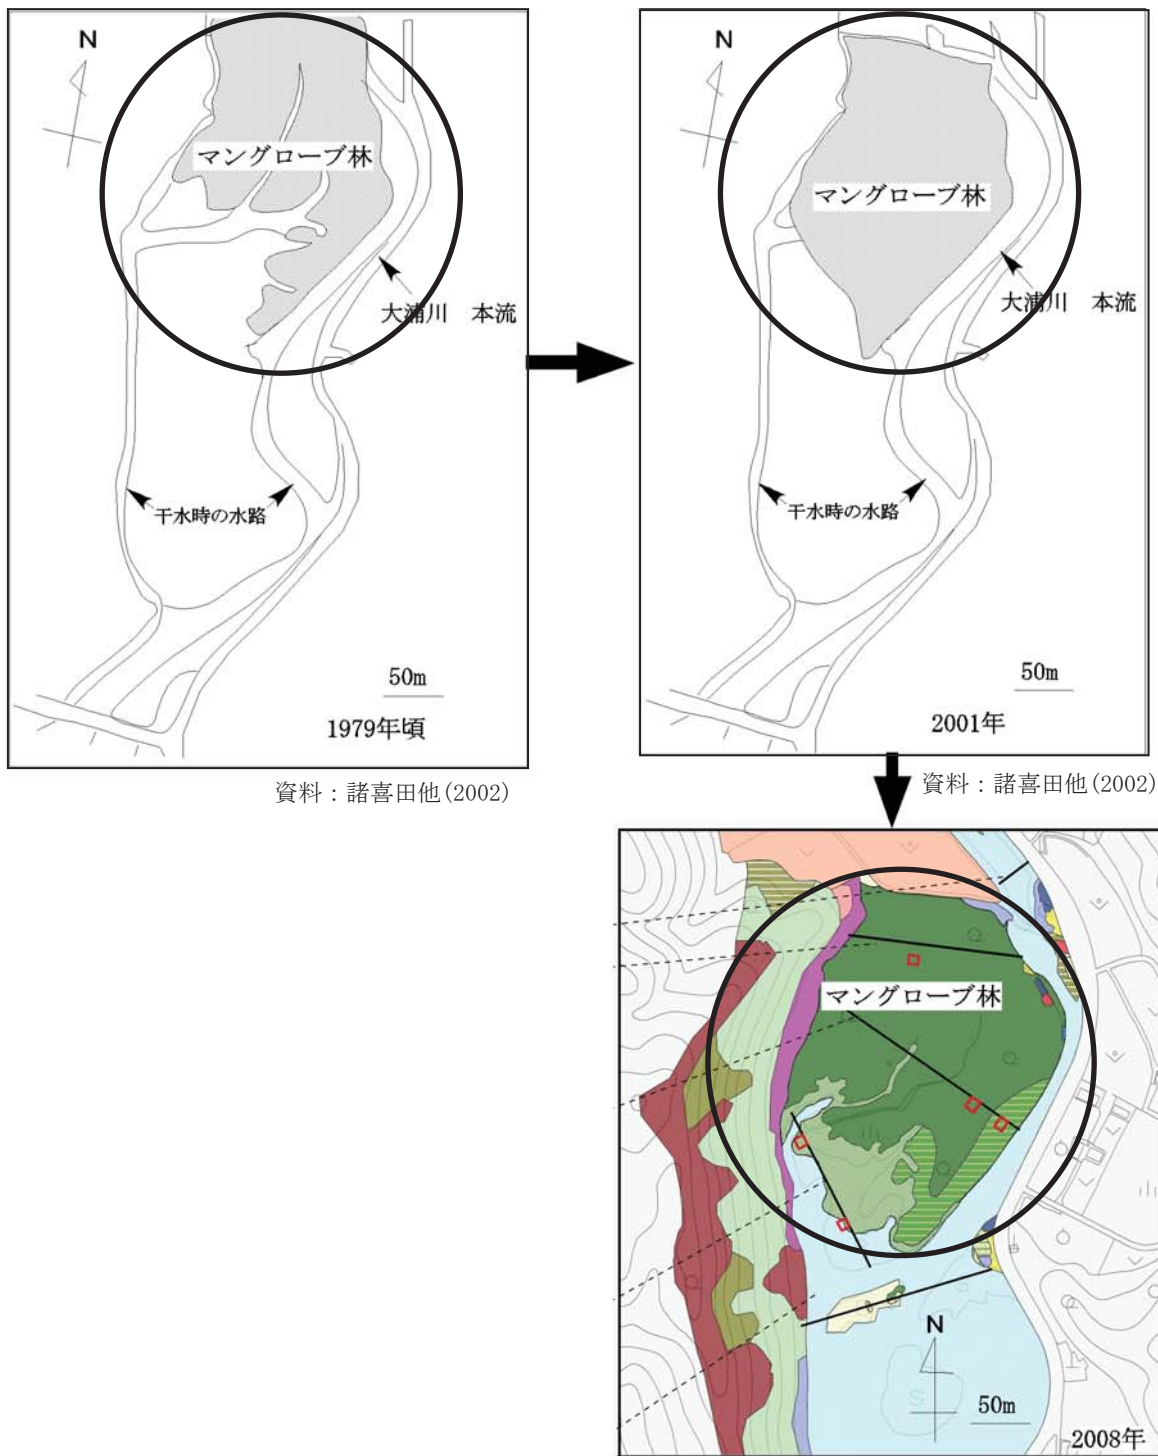 N
マングローブ林
大浦川 本流
干水時の水路
50m
1979年頃
資料：諸喜田他(2002)
N
マングローブ林
大浦川 本流
干水時の水路
50m
2001年
資料：諸喜田他(2002)
マングローブ林
N
S
50m
2008年